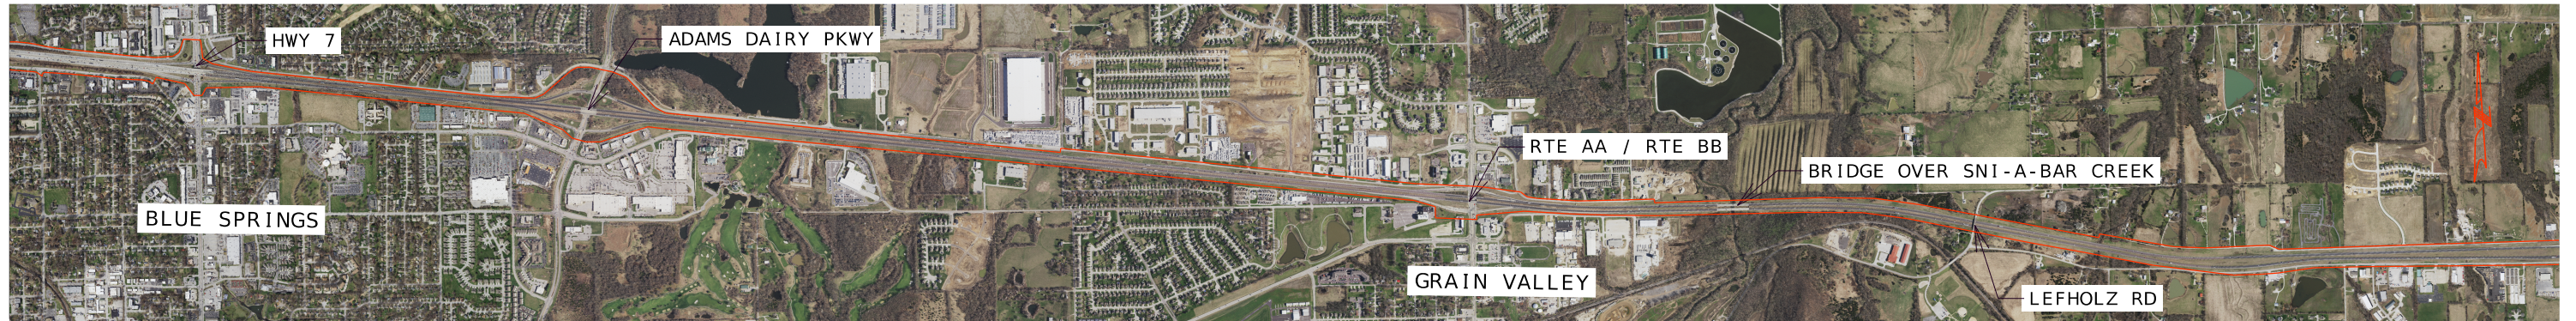 HWY 7
ADAMS DAIRY PKWY
RTE AA / RTE BB
BRIDGE OVER SNI-A-BAR CREEK
BLUE SPRINGS
GRAIN VALLEY
LEFHOLZ RD